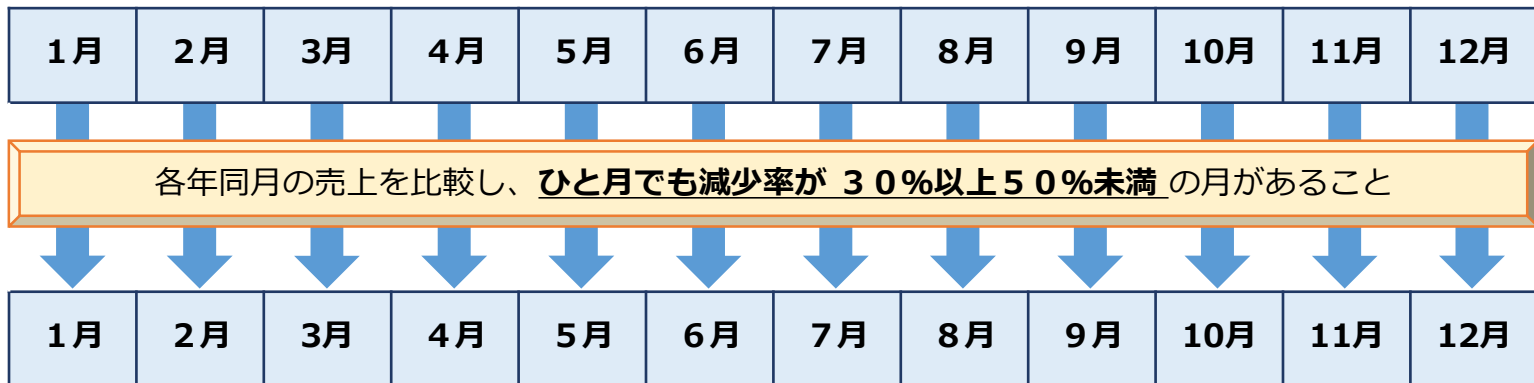 １月 ２月 3月 ４月 ５月 ６月 ７月 ８月 ９月 10月 11月 12月
各年同月の売上を比較し、ひと月でも減少率が ３０％以上５０％未満 の月があること
１月 ２月 3月 ４月 ５月 ６月 ７月 ８月 ９月 10月 11月 12月